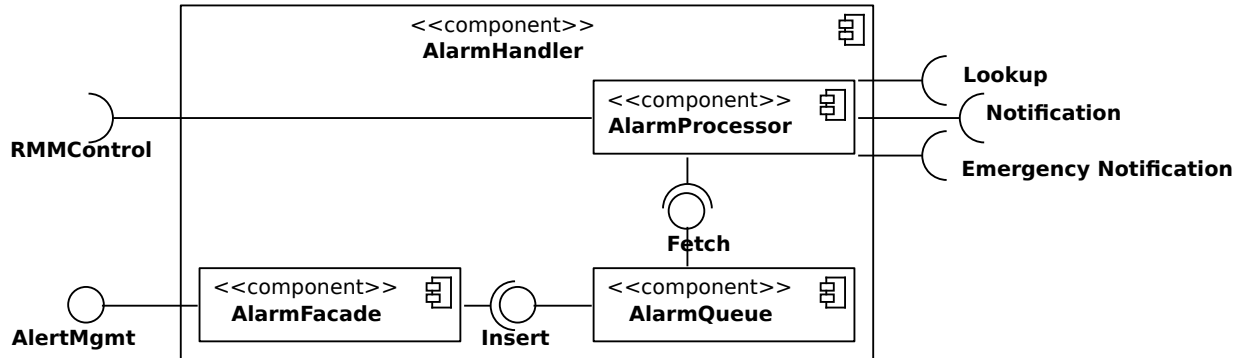 <<component>>
AlarmHandler
Lookup
<<component>>
AlarmProcessor
Notification
RMMControl
Emergency Notification
Fetch
<<component>>
AlarmFacade
<<component>>
AlarmQueue
AlertMgmt
Insert